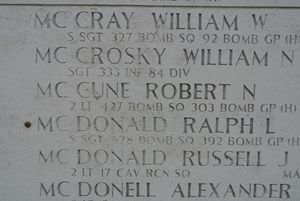 MC CRAY WILLIAM W
S SGT 327 BOMB SQ 92 BOMB GP (H)
MC CROSKY WILLIAM N
SGT 333 INF 84 DIV
MC CUNE ROBERT N
2 LT 427 BOMB SQ 303 BOMB GP (H)
MC DONALD RALPH L
S SGT 578 BOMB SQ 392 BOMB GP (H)
MC DONALD RUSSELL J
2 LT 17 CAV RCN SQ MA
MC DONELL ALEXANDER